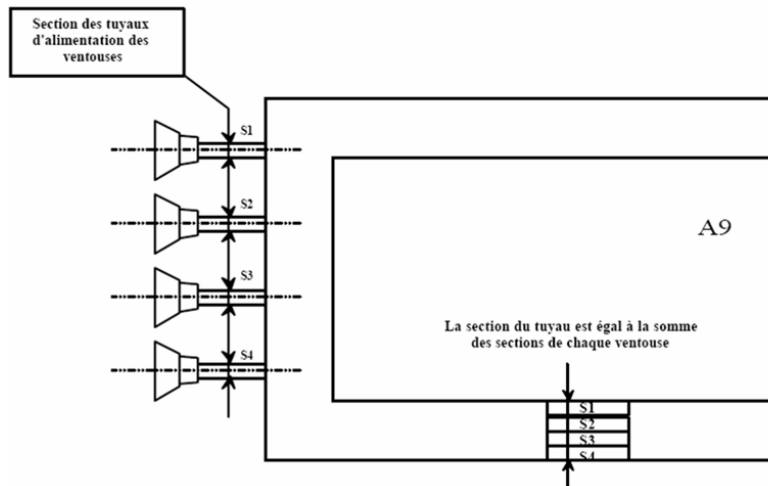 Section des tuyaux
d'alimentation des
ventouses
S1
S2
S3
S4
A9
La section du tuyau est égal à la somme
des sections de chaque ventouse
S1
S2
S3
S4